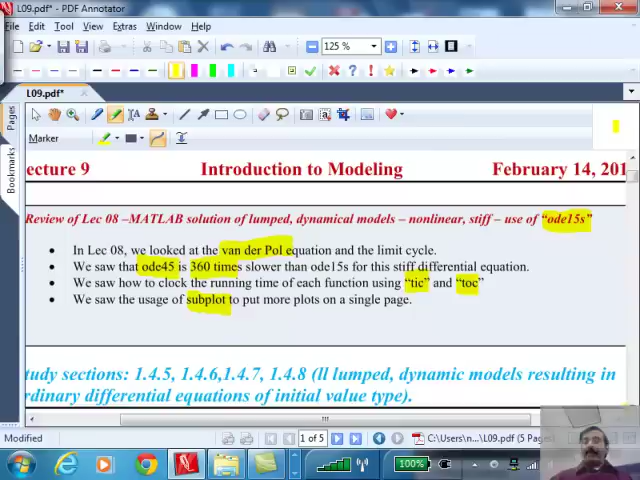 L09.pdf* - PDF Annotator
File Edit View Insert Tools Extras Window Help
125 %
L09.pdf*
Pages
Marker
Bookmarks
ecture 9 Introduction to Modeling February 14, 201
Review of Lec 08 –MATLAB solution of lumped, dynamical models – nonlinear, stiff – use of “ode15s”
• In Lec 08, we looked at the van der Pol equation and the limit cycle.
• We saw that ode45 is 360 times slower than ode15s for this stiff differential equation.
• We saw how to clock the running time of each function using “tic” and “toc”
• We saw the usage of subplot to put more plots on a single page.
tudy sections: 1.4.5, 1.4.6,1.4.7, 1.4.8 (ll lumped, dynamic models resulting in
rdinary differential equations of initial value type).
Modified 1 of 5 C:\Users\n...\L09.pdf (5 Pages)
100%